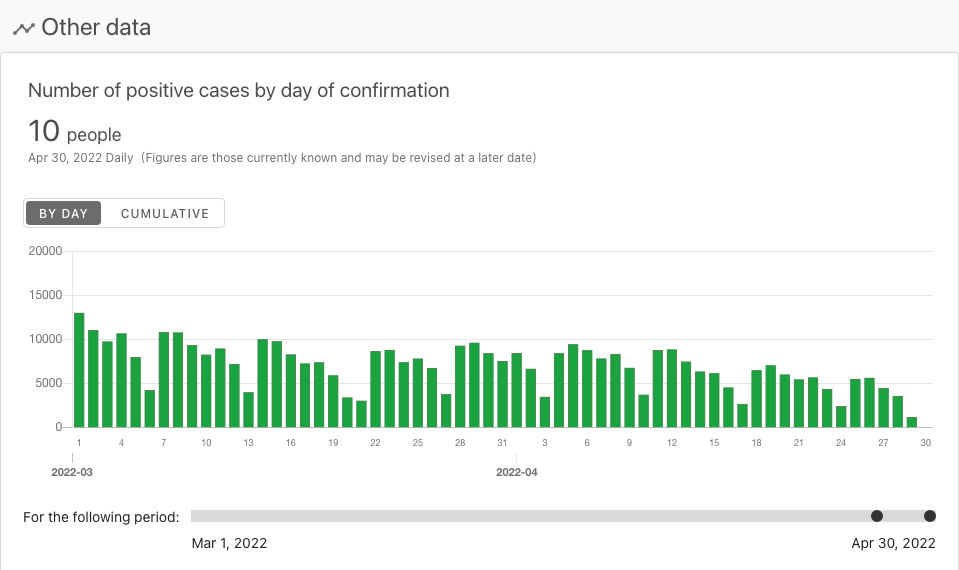 Other data
Number of positive cases by day of confirmation
10 people
Apr 30, 2022 Daily (Figures are those currently known and may be revised at a later date)
BY DAY CUMULATIVE
20000
15000
10000
5000
0
1 4 7 10 13 16 19 22 25 28 31 3 6 9 12 15 18 21 24 27 30
2022-03 2022-04
For the following period:
Mar 1, 2022 Apr 30, 2022